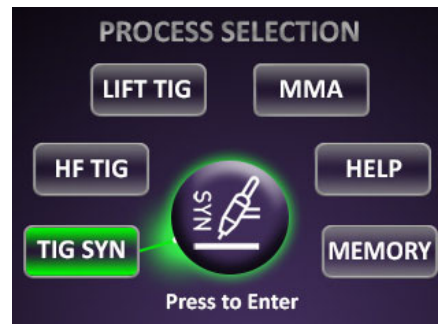 PROCESS SELECTION
LIFT TIG MMA
HF TIG HELP
SYN
TIG SYN MEMORY
Press to Enter